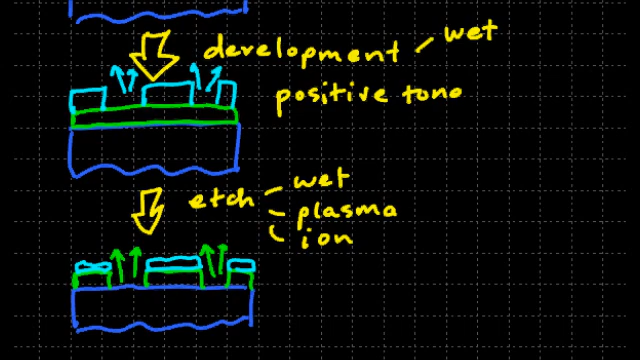 development
wet
positive tone
etch
wet
plasma
ion